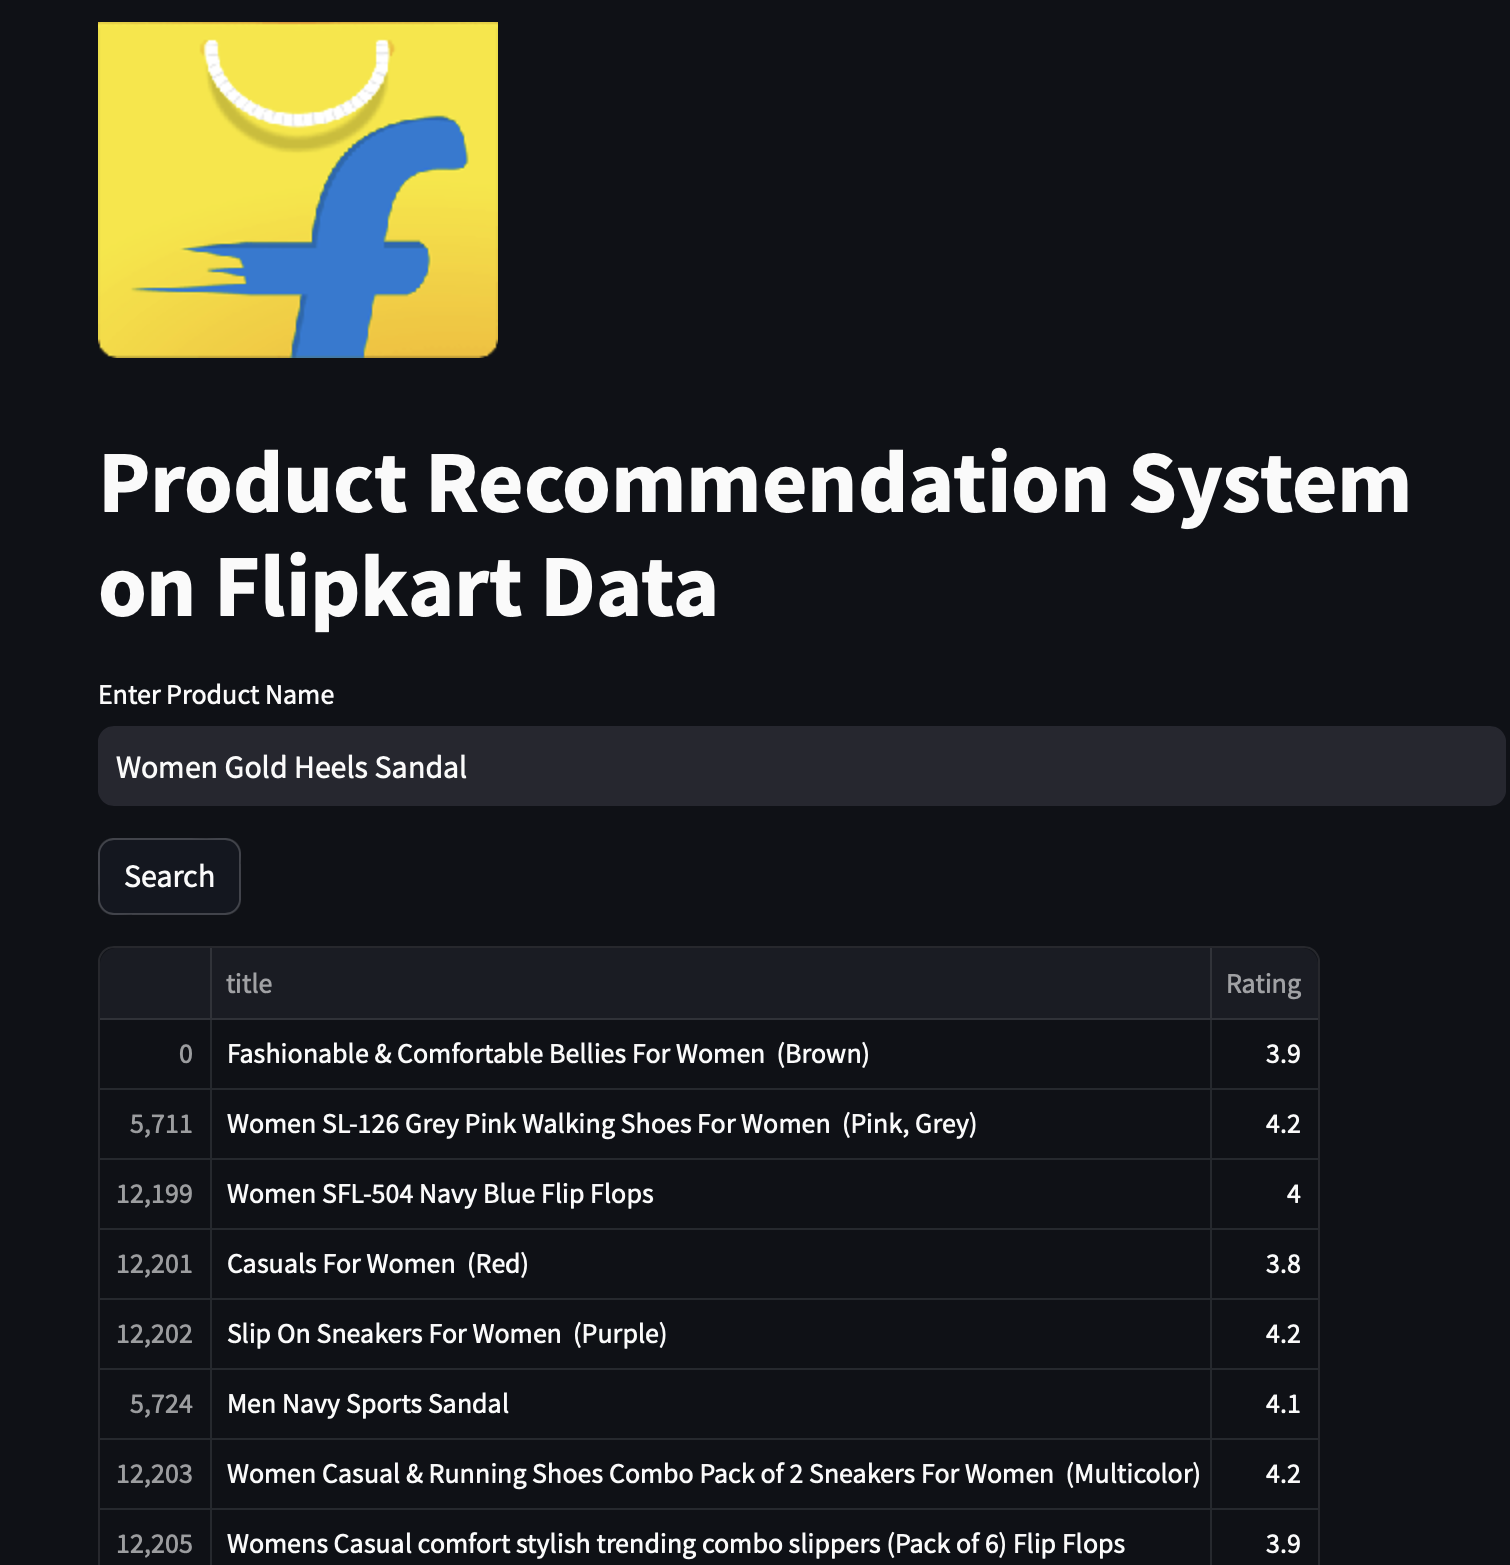 f
Product Recommendation System
on Flipkart Data
Enter Product Name
Women Gold Heels Sandal
Search
title Rating
0 Fashionable & Comfortable Bellies For Women  (Brown) 3.9
5,711 Women SL-126 Grey Pink Walking Shoes For Women  (Pink, Grey) 4.2
12,199 Women SFL-504 Navy Blue Flip Flops 4
12,201 Casuals For Women  (Red) 3.8
12,202 Slip On Sneakers For Women  (Purple) 4.2
5,724 Men Navy Sports Sandal 4.1
12,203 Women Casual & Running Shoes Combo Pack of 2 Sneakers For Women  (Multicolor) 4.2
12,205 Womens Casual comfort stylish trending combo slippers (Pack of 6) Flip Flops 3.9